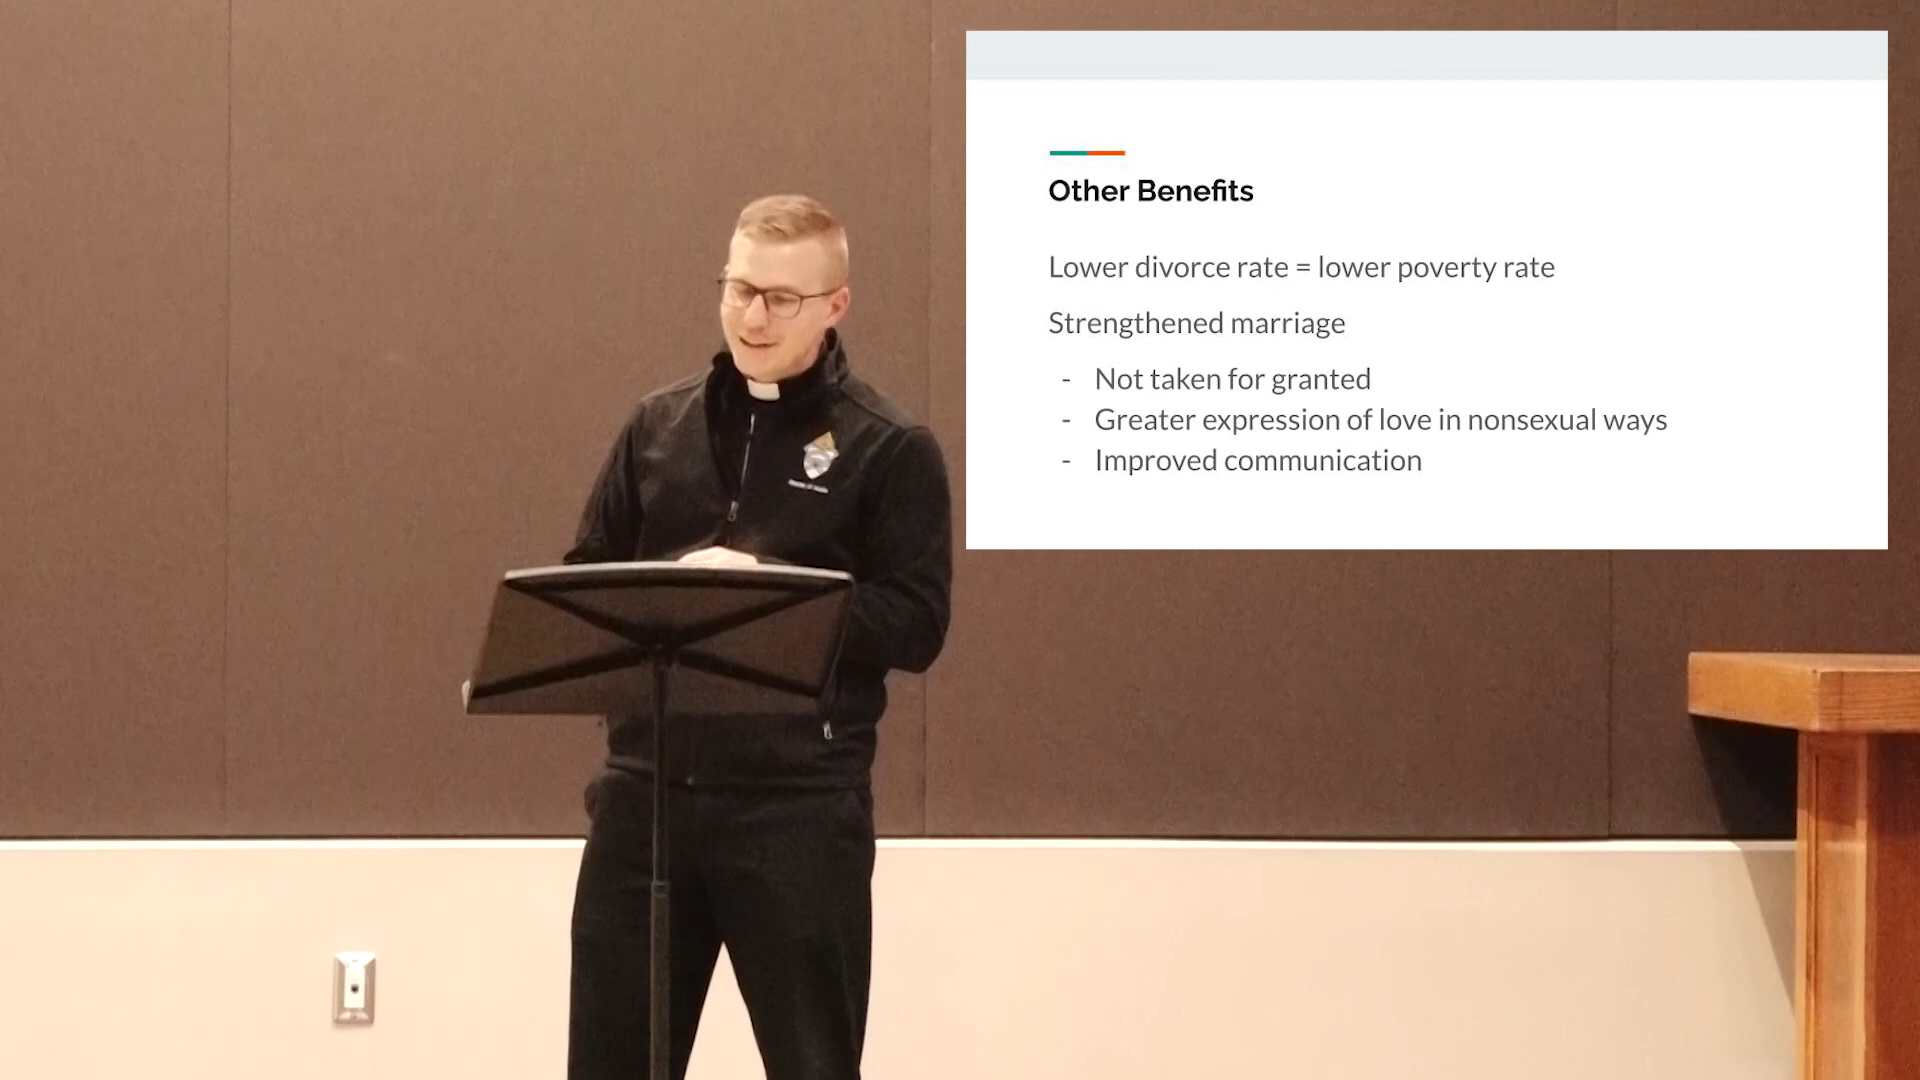 Other Benefits
Lower divorce rate = lower poverty rate
Strengthened marriage
- Not taken for granted
- Greater expression of love in nonsexual ways
- Improved communication